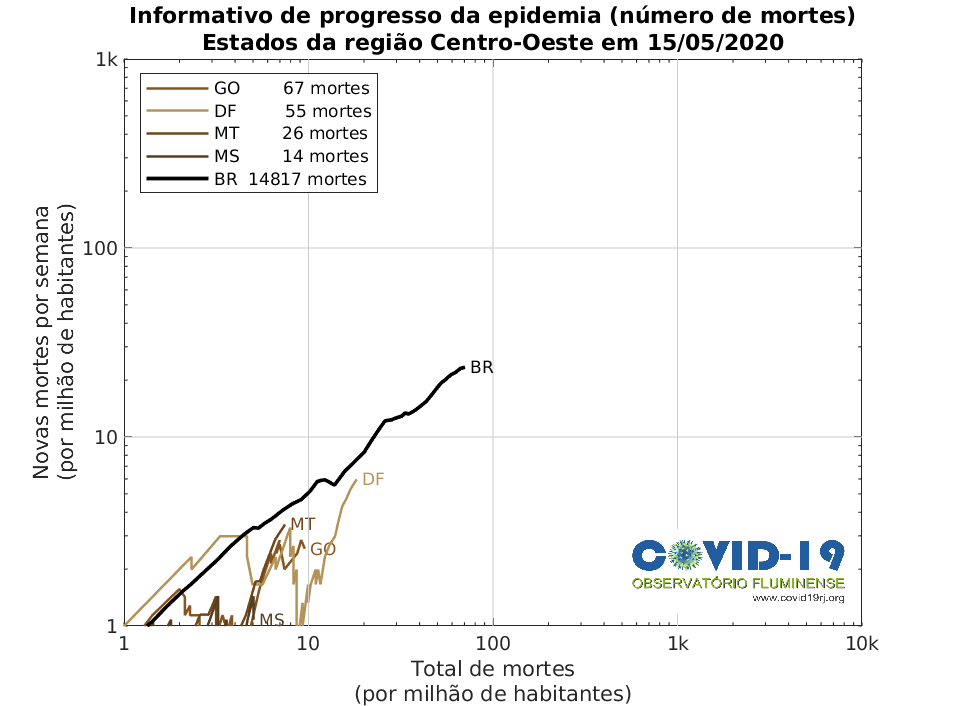 Informativo de progresso da epidemia (número de mortes)
Estados da região Centro-Oeste em 15/05/2020
1k
GO 67 mortes
DF 55 mortes
MT 26 mortes
MS 14 mortes
BR 14817 mortes
Novas mortes por semana
(por milhão de habitantes)
100
BR
10
DF
MT
GO
COVID-19
OBSERVATÓRIO FLUMINENSE
www.covid19rj.org
MS
1
1 10 100 1k 10k
Total de mortes
(por milhão de habitantes)